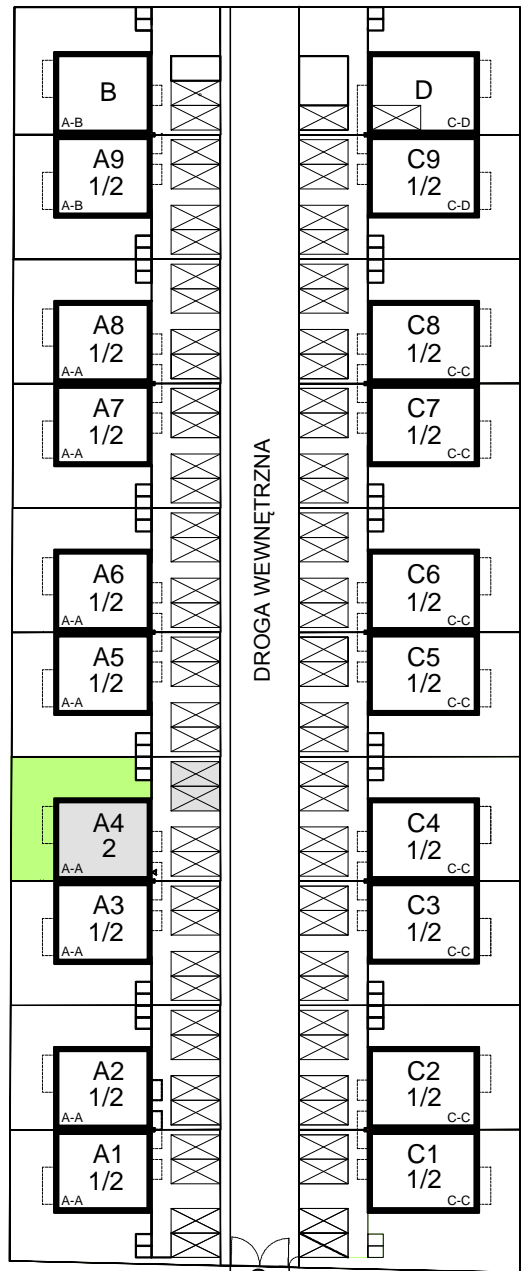 B
A-B
D
C-D
A9
1/2
A-B
C9
1/2
C-D
A8
1/2
A-A
C8
1/2
C-C
A7
1/2
A-A
C7
1/2
C-C
DROGA WEWNĘTRZNA
A6
1/2
A-A
C6
1/2
C-C
A5
1/2
A-A
C5
1/2
C-C
A4
2
A-A
C4
1/2
C-C
A3
1/2
A-A
C3
1/2
C-C
A2
1/2
A-A
C2
1/2
C-C
A1
1/2
A-A
C1
1/2
C-C